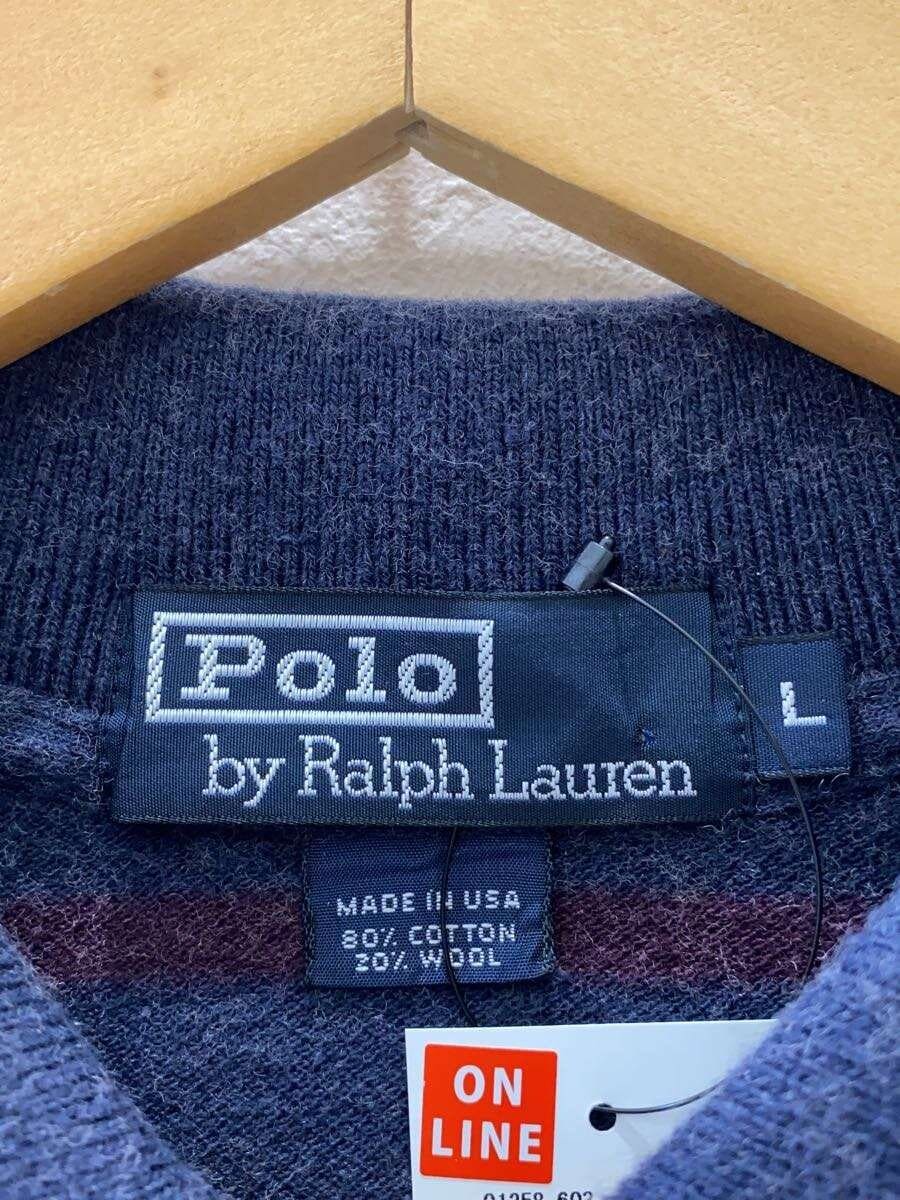 Polo
by Ralph Lauren
L
MADE IN USA
80% COTTON
20% WOOL
ON
LINE